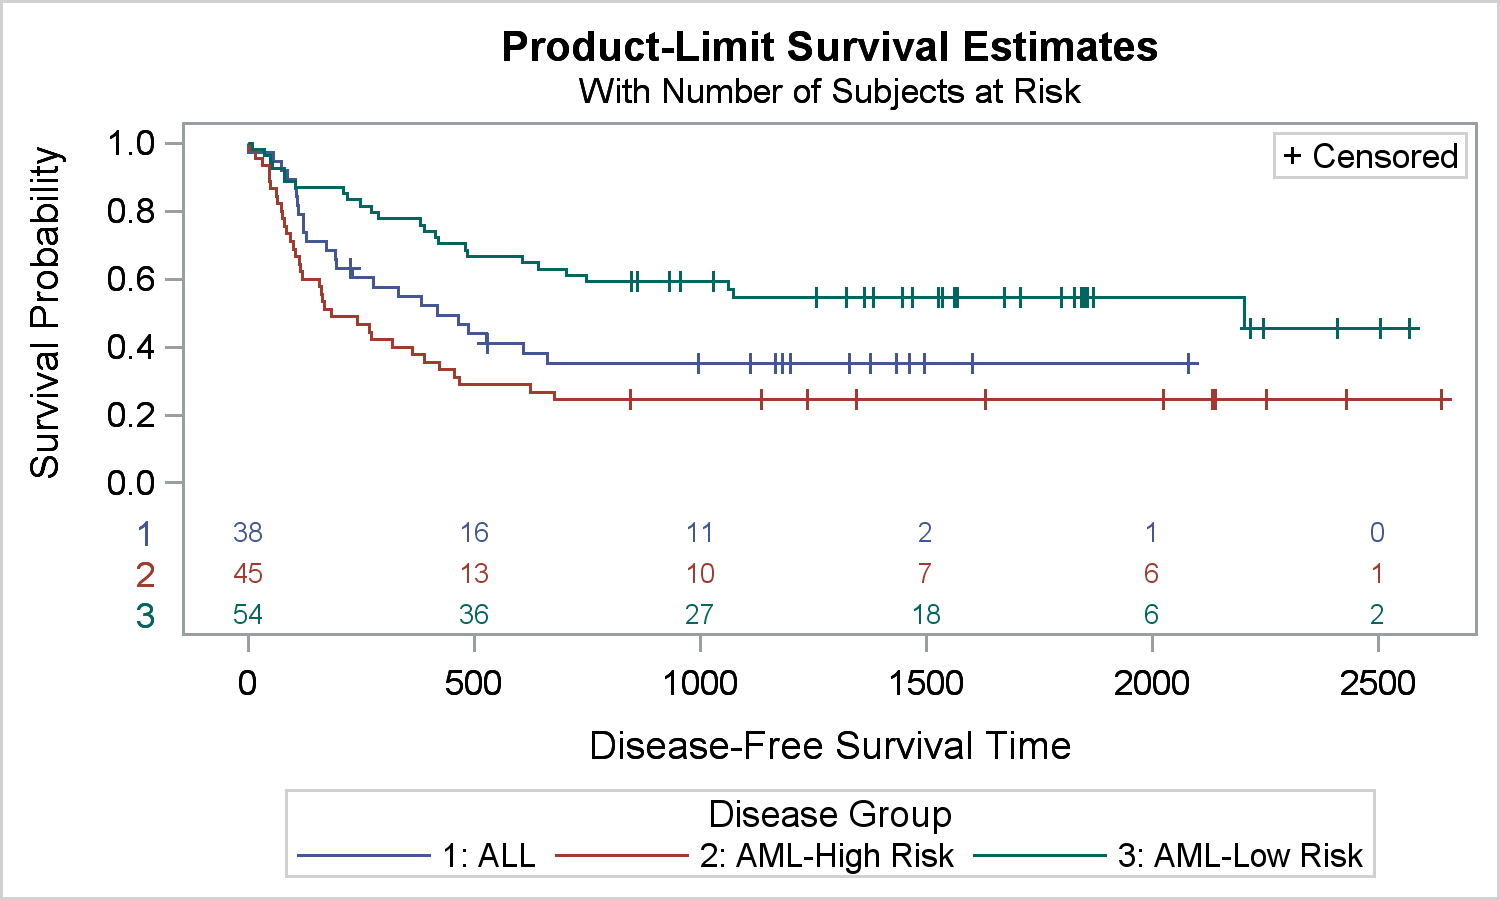 Product-Limit Survival Estimates
With Number of Subjects at Risk
+ Censored
Survival Probability
1.0
0.8
0.6
0.4
0.2
0.0
1 38 16 11 2 1 0
2 45 13 10 7 6 1
3 54 36 27 18 6 2
0 500 1000 1500 2000 2500
Disease-Free Survival Time
Disease Group
1: ALL 2: AML-High Risk 3: AML-Low Risk